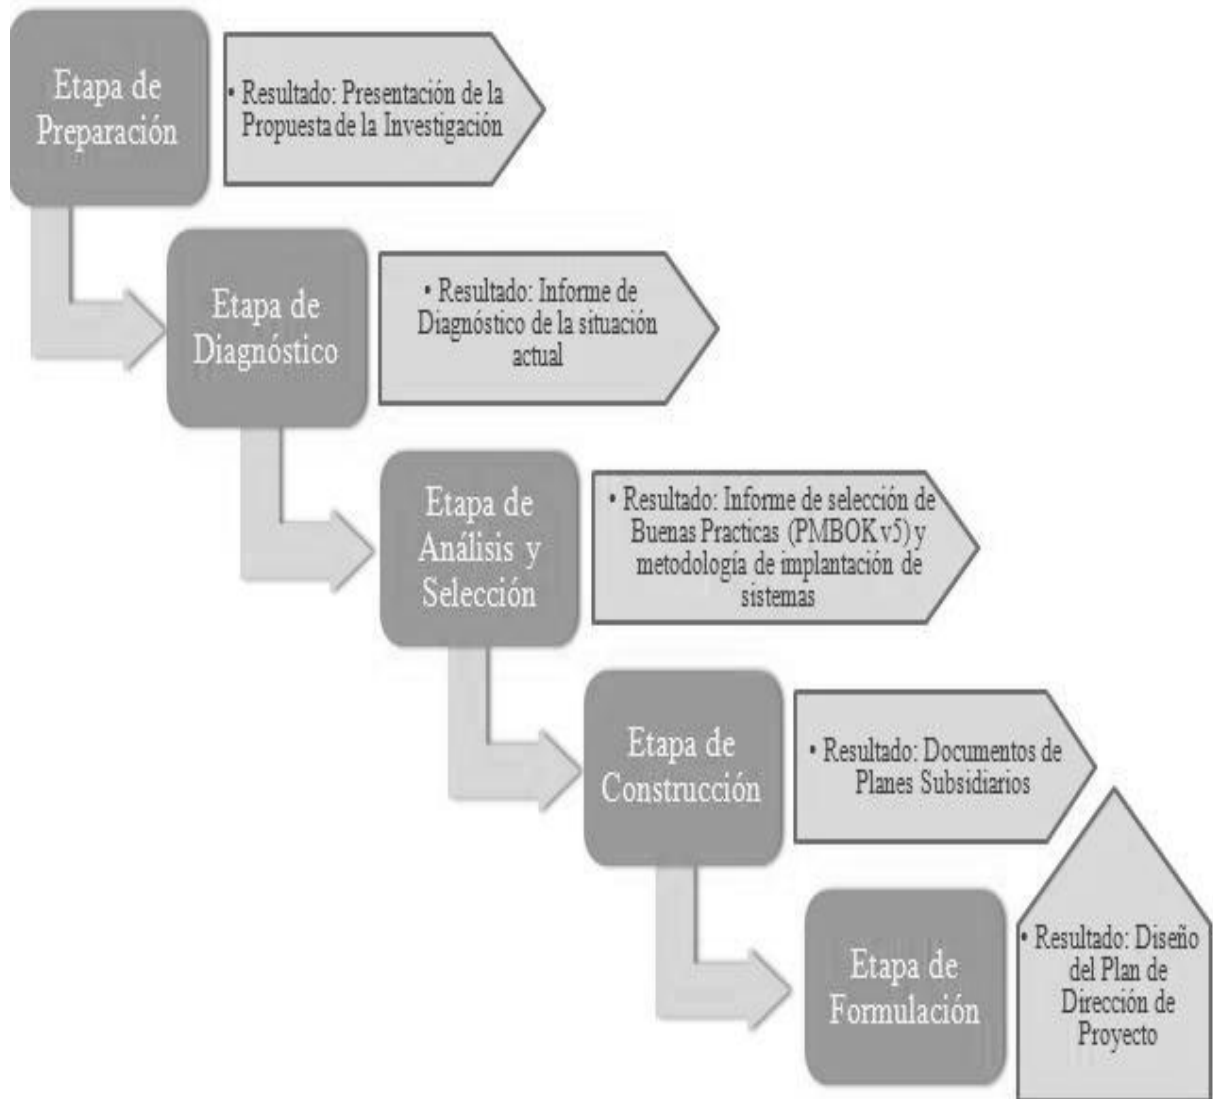 Etapa de
Preparación
• Resultado: Presentación de la
Propuesta de la Investigación
Etapa de
Diagnóstico
• Resultado: Informe de
Diagnóstico de la situación
actual
Etapa de
Análisis y
Selección
• Resultado: Informe de selección de
Buenas Practicas (PMBOK v5) y
metodología de implantación de
sistemas
Etapa de
Construcción
• Resultado: Documentos de
Planes Subsidiarios
Etapa de
Formulación
• Resultado: Diseño
del Plan de
Dirección de
Proyecto